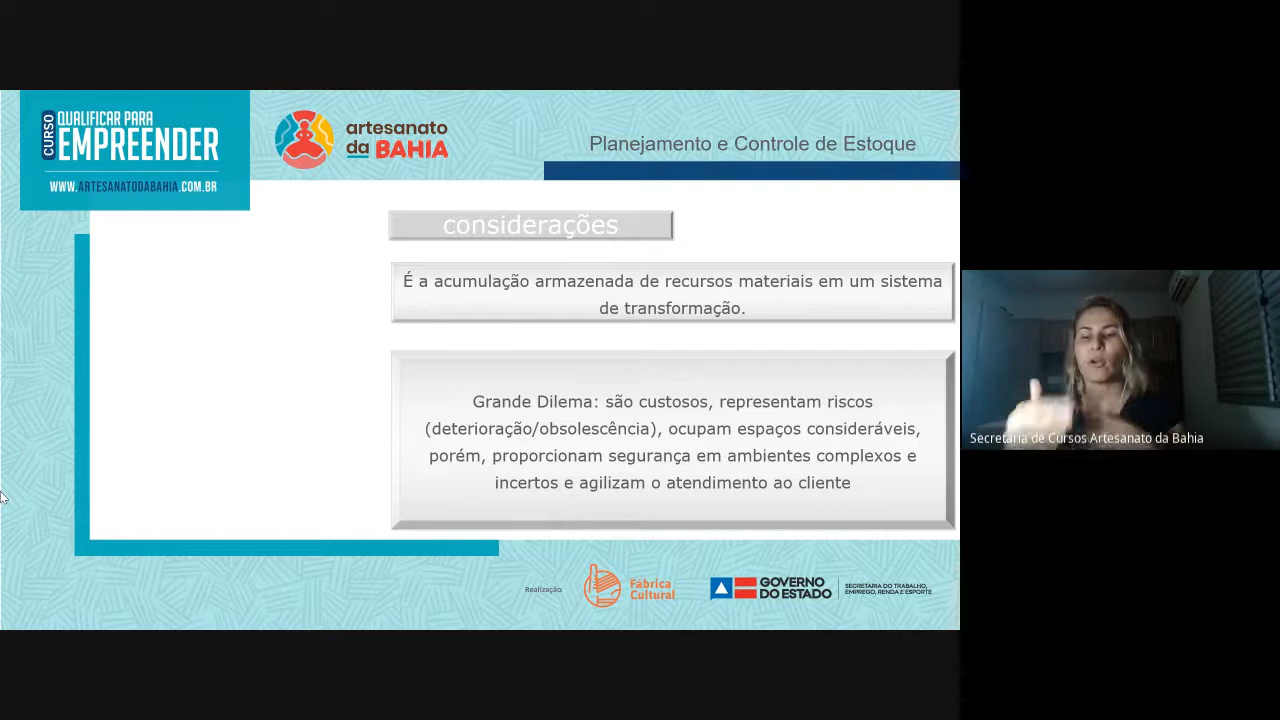 CURSO
QUALIFICAR PARA
EMPREENDER
WWW.ARTESANATODABAHIA.COM.BR
artesanato
da BAHIA
Planejamento e Controle de Estoque
considerações
É a acumulação armazenada de recursos materiais em um sistema
de transformação.
Grande Dilema: são custosos, representam riscos
(deterioração/obsolescência), ocupam espaços consideráveis,
porém, proporcionam segurança em ambientes complexos e
incertos e agilizam o atendimento ao cliente
Secretaria de Cursos Artesanato da Bahia
Realização:
Fábrica
Cultural
GOVERNO
DO ESTADO
SECRETARIA DO TRABALHO,
EMPREGO, RENDA E ESPORTE